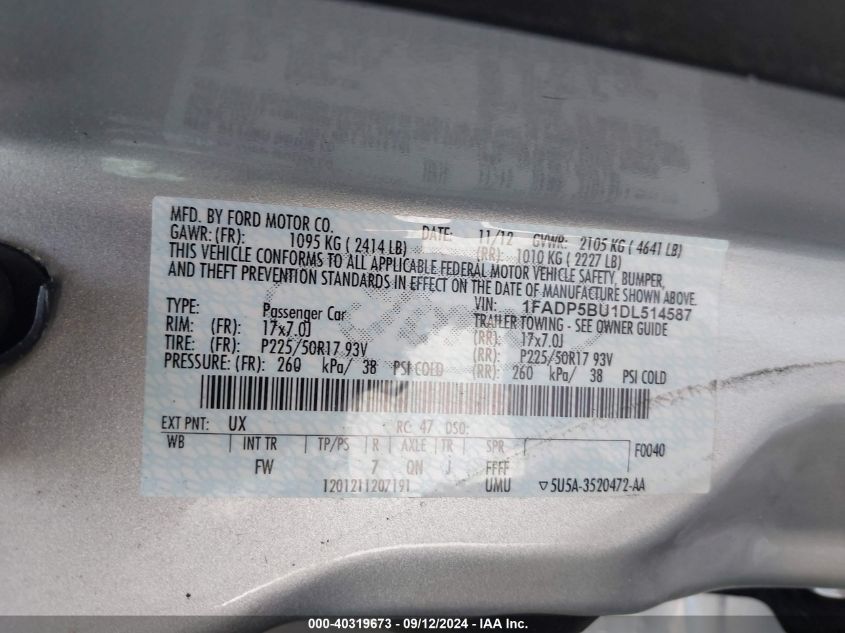 MFD. BY FORD MOTOR CO.
DATE: 11/12 GVWR: 2105 KG ( 4641 LB)
GAWR: (FR): 1095 KG ( 2414 LB) (RR): 1010 KG ( 2227 LB)
THIS VEHICLE CONFORMS TO ALL APPLICABLE FEDERAL MOTOR VEHICLE SAFETY, BUMPER,
AND THEFT PREVENTION STANDARDS IN EFFECT ON THE DATE OF MANUFACTURE SHOWN ABOVE.
VIN: 1FADP5BU1DL514587
TYPE: Passenger Car TRAILER TOWING - SEE OWNER GUIDE
RIM: (FR): 17x7.0J (RR): 17x7.0J
TIRE: (FR): P225/50R17 93V (RR): P225/50R17 93V
PRESSURE: (FR): 260 kPa/ 38 PSI COLD (RR): 260 kPa/ 38 PSI COLD
EXT PNT: UX RC: 47 DSO:
WB INT TR TP/PS R AXLE TR SPR F0040
FW 7 QN J FFFF
1201211207191 UMU ▽5U5A-3520472-AA
000-40319673 - 09/12/2024 - IAA Inc.